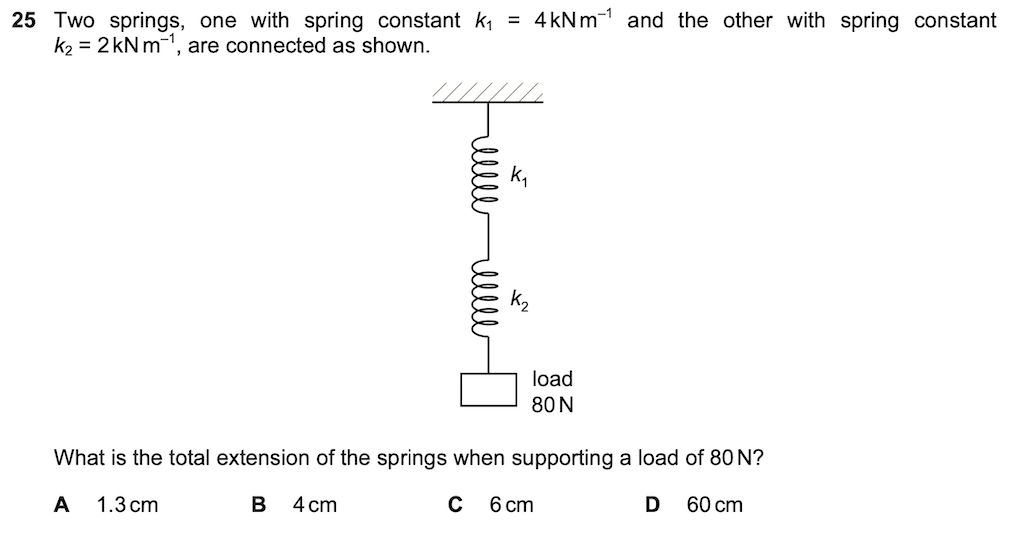 25 Two springs, one with spring constant k₁ = 4 kN m⁻¹ and the other with spring constant
k₂ = 2 kN m⁻¹, are connected as shown.
k₁
k₂
load
80 N
What is the total extension of the springs when supporting a load of 80 N?
A 1.3 cm B 4 cm C 6 cm D 60 cm